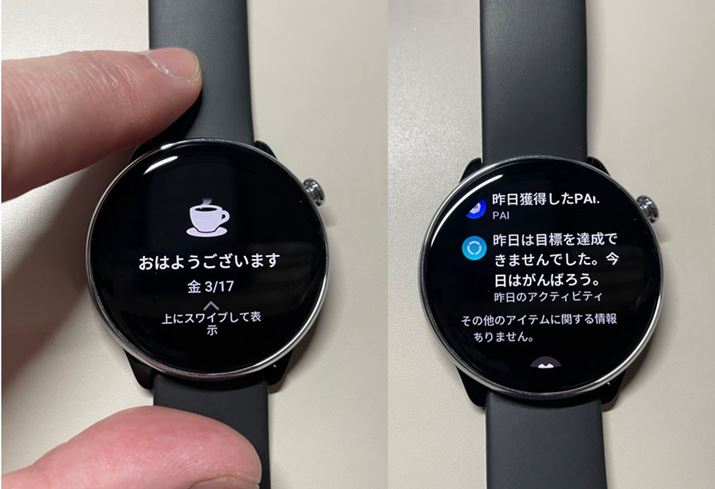 おはようございます
金 3/17
上にスワイプして表
示
昨日獲得したPAI.
PAI
昨日は目標を達成で
きませんでした。今
日はがんばろう。
昨日のアクティビティ
その他のアイテムに関する情報
ありません。